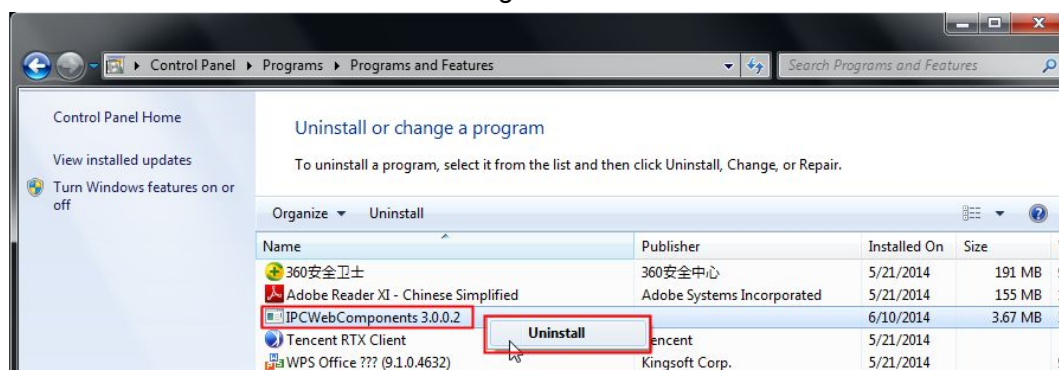 Control Panel ▸ Programs ▸ Programs and Features
Search Programs and Features
Control Panel Home
View installed updates
Turn Windows features on or
off
Uninstall or change a program
To uninstall a program, select it from the list and then click Uninstall, Change, or Repair.
Organize Uninstall
Name Publisher Installed On Size
360安全卫士 360安全中心 5/21/2014 191 MB
Adobe Reader XI - Chinese Simplified Adobe Systems Incorporated 5/21/2014 155 MB
IPCWebComponents 3.0.0.2 6/10/2014 3.67 MB
Uninstall
Tencent RTX Client encent 5/21/2014
WPS Office ??? (9.1.0.4632) Kingsoft Corp. 5/21/2014